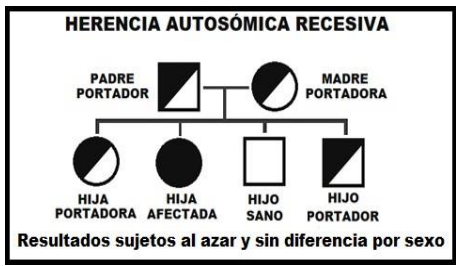 HERENCIA AUTOSÓMICA RECESIVA
PADRE
PORTADOR
MADRE
PORTADORA
HIJA
PORTADORA
HIJA
AFECTADA
HIJO
SANO
HIJO
PORTADOR
Resultados sujetos al azar y sin diferencia por sexo